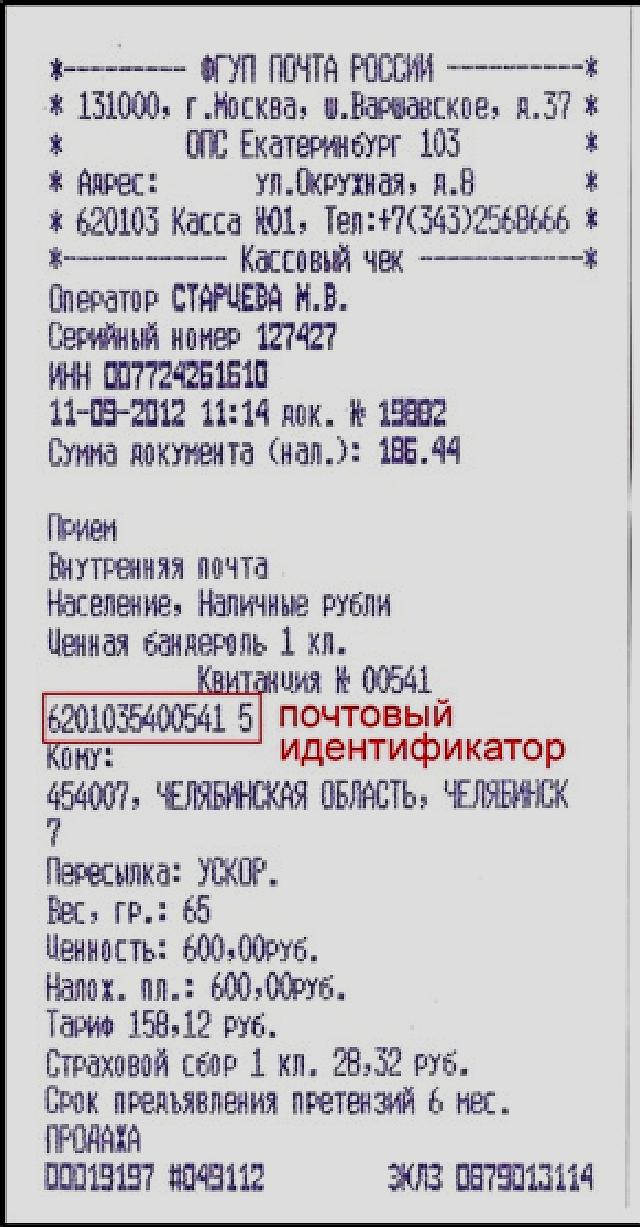 *--------- ФГУП ПОЧТА РОССИИ ----------*
* 131000, г.Москва, ш.Варшавское, д.37 *
* ОПС Екатеринбург 103 *
* Адрес: ул.Окружная, д.8 *
* 620103 Касса №01, Тел:+7(343)2568666 *
*------------ Кассовый чек ------------*
Оператор СТАРЦЕВА М.В.
Серийный номер 127427
ИНН 007724261610
11-09-2012 11:14 док. № 19882
Сумма документа (нал.): 186.44
Прием
Внутренняя почта
Население, Наличные рубли
Ценная бандероль 1 кл.
Квитанция № 00541
6201035400541 5 почтовый
идентификатор
Кому:
454007, ЧЕЛЯБИНСКАЯ ОБЛАСТЬ, ЧЕЛЯБИНСК
7
Пересылка: УСКОР.
Вес, гр.: 65
Ценность: 600,00руб.
Налож. пл.: 600,00руб.
Тариф 158,12 руб.
Страховой сбор 1 кл. 28,32 руб.
Срок предъявления претензий 6 мес.
ПРОДАЖА
00019197 #049112 ЭКЛЗ 0879013114